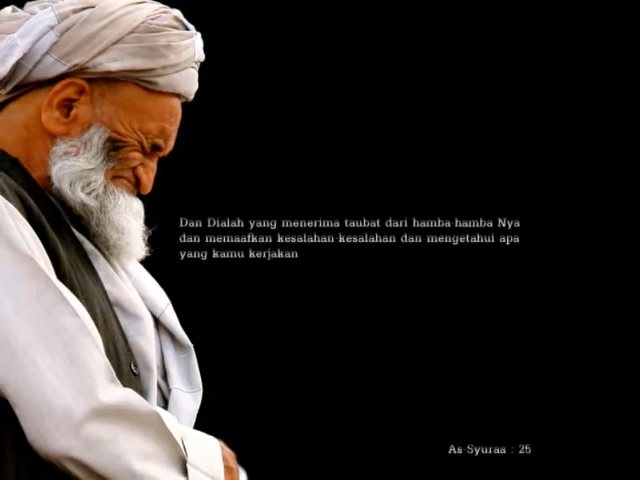 Dan Dialah yang menerima taubat dari hamba-hamba Nya
dan memaafkan kesalahan-kesalahan dan mengetahui apa
yang kamu kerjakan
As-Syuraa : 25